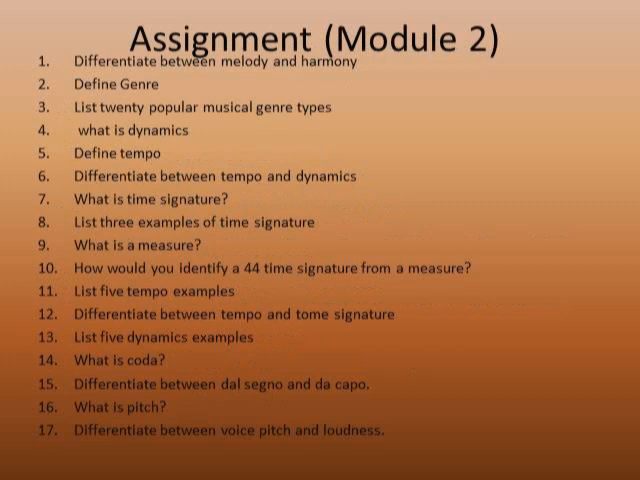 Assignment (Module 2)
1. Differentiate between melody and harmony
2. Define Genre
3. List twenty popular musical genre types
4. what is dynamics
5. Define tempo
6. Differentiate between tempo and dynamics
7. What is time signature?
8. List three examples of time signature
9. What is a measure?
10. How would you identify a 44 time signature from a measure?
11. List five tempo examples
12. Differentiate between tempo and tome signature
13. List five dynamics examples
14. What is coda?
15. Differentiate between dal segno and da capo.
16. What is pitch?
17. Differentiate between voice pitch and loudness.